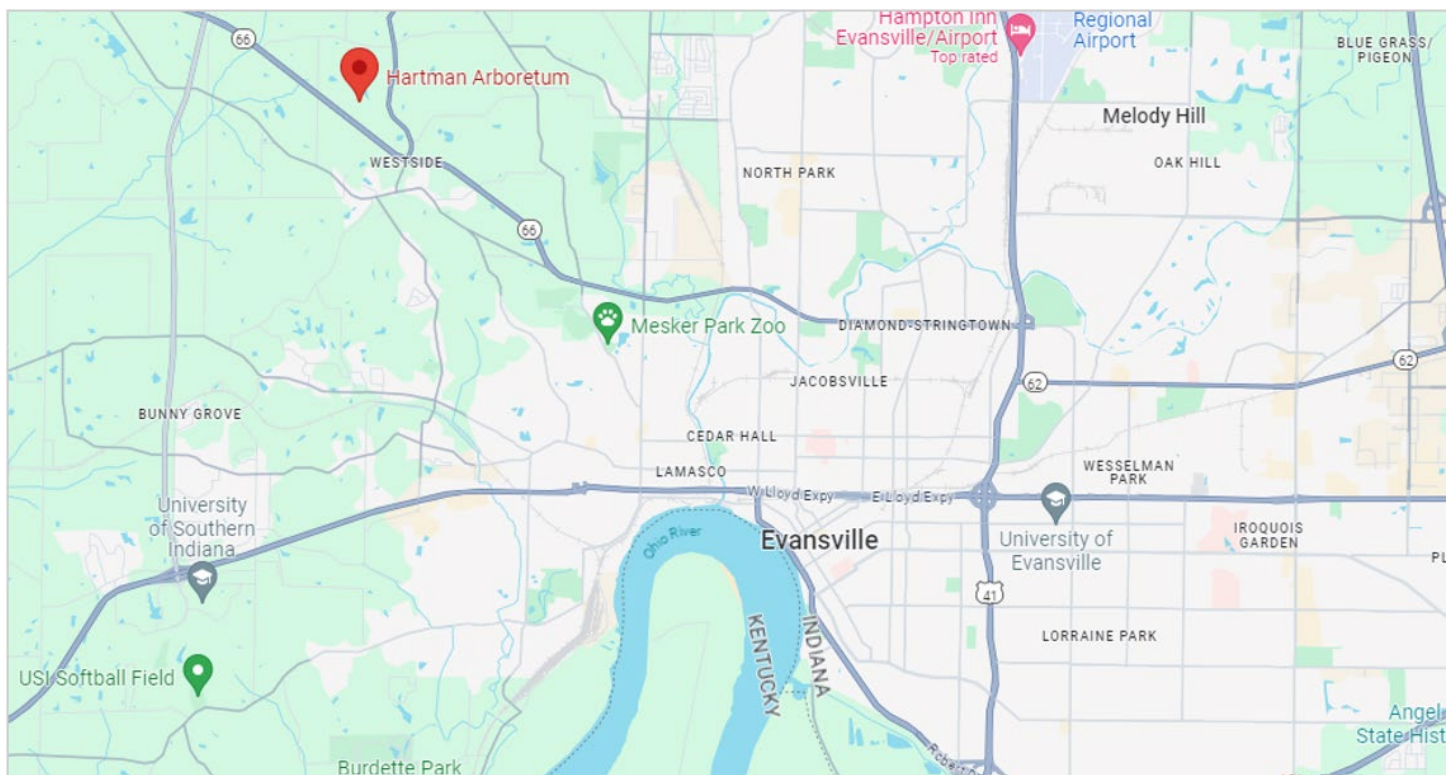 Hampton Inn
Evansville/Airport
Top rated
Regional
Airport
66
BLUE GRASS/
PIGEON
Hartman Arboretum
Melody Hill
WESTSIDE
NORTH PARK
OAK HILL
66
Mesker Park Zoo
DIAMOND-STRINGTOWN
62
JACOBSVILLE
62
BUNNY GROVE
CEDAR HALL
LAMASCO
WESSELMAN
PARK
W Lloyd Expy
E Lloyd Expy
University
of Southern
Indiana
Ohio River
Evansville
University of
Evansville
IROQUOIS
GARDEN
PL
41
KENTUCKY
INDIANA
LORRAINE PARK
USI Softball Field
Angel
State Hist
Burdette Park